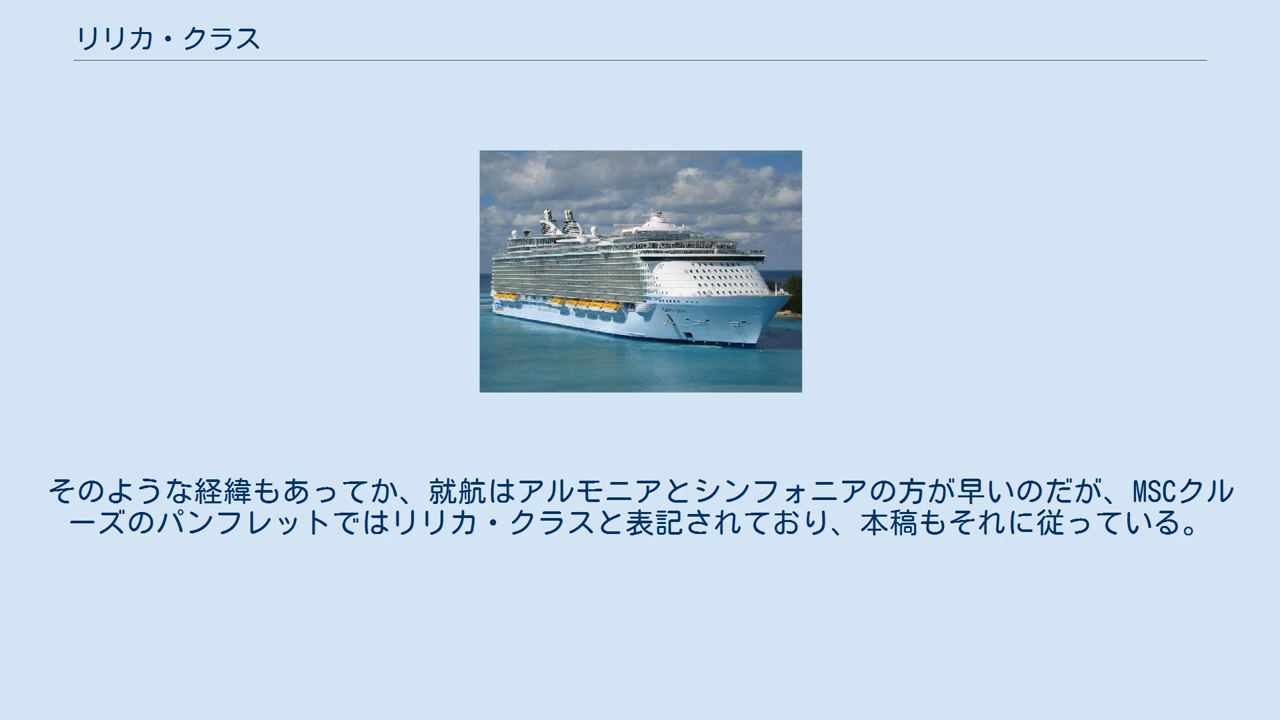 リリカ・クラス
そのような経緯もあってか、就航はアルモニアとシンフォニアの方が早いのだが、MSCクル
ーズのパンフレットではリリカ・クラスと表記されており、本稿もそれに従っている。